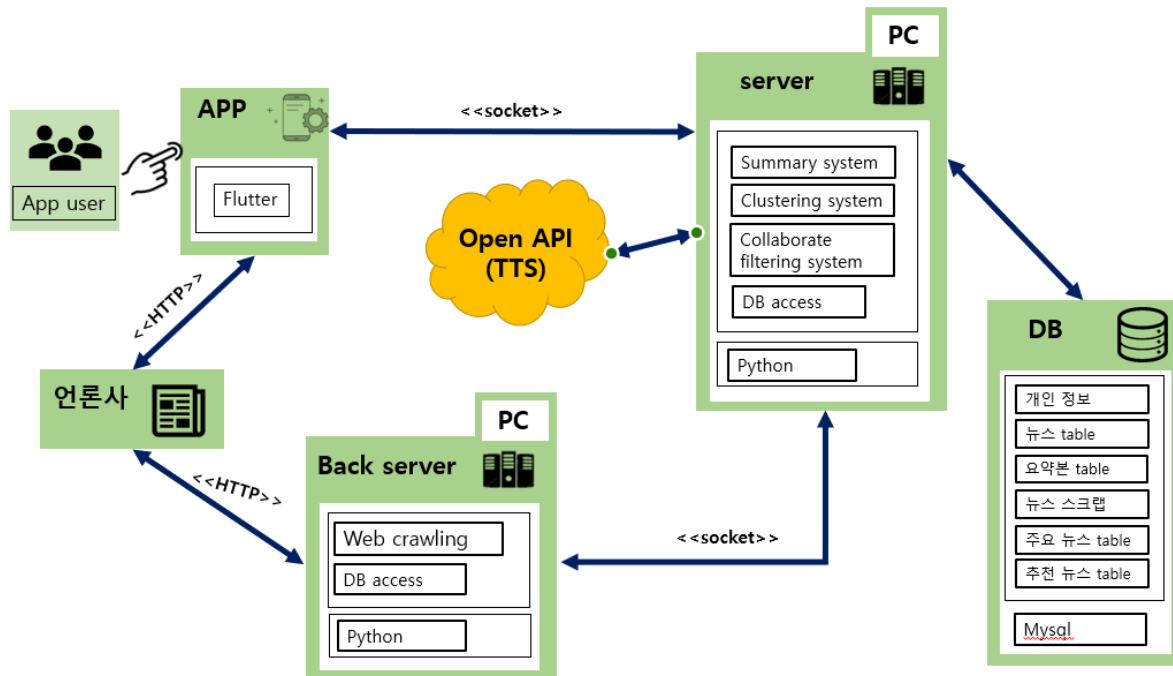 PC
server
APP
<<socket>>
App user
Flutter
Summary system
Clustering system
Collaborate
filtering system
DB access
Python
Open API
(TTS)
<<HTTP>>
언론사
<<HTTP>>
PC
Back server
Web crawling
DB access
Python
<<socket>>
DB
개인 정보
뉴스 table
요약본 table
뉴스 스크랩
주요 뉴스 table
추천 뉴스 table
Mysql